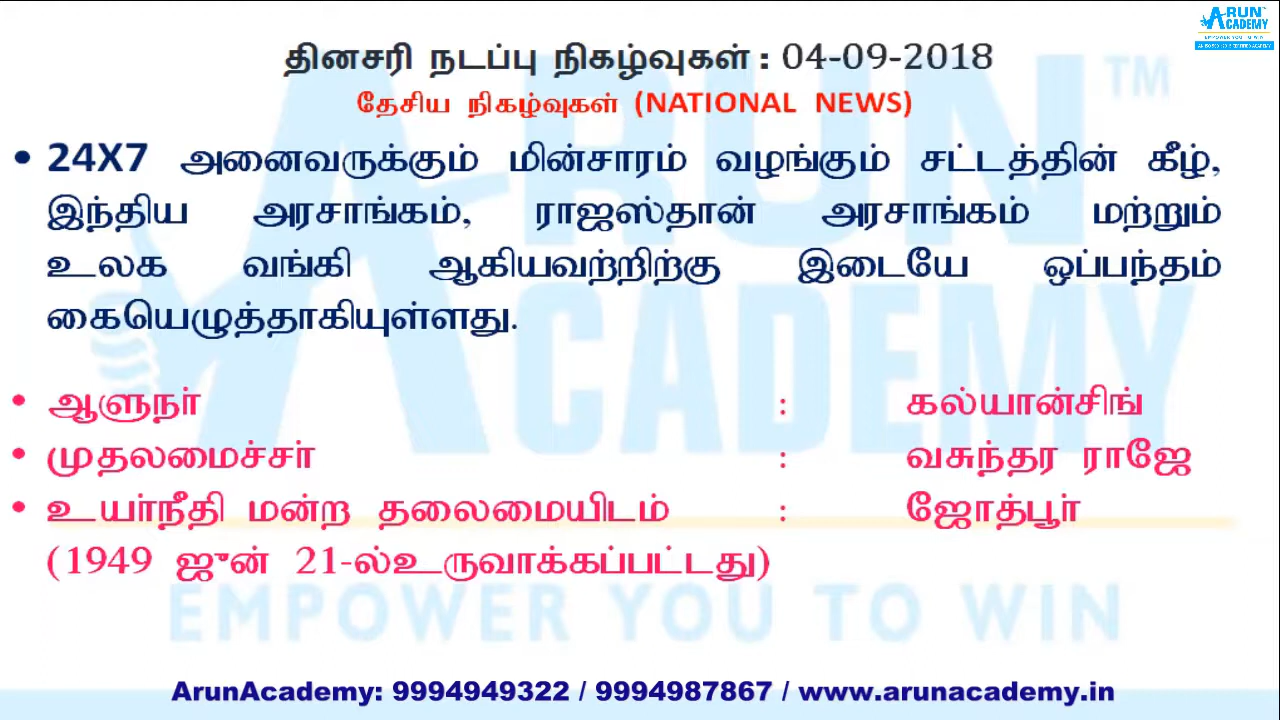 ARUN
ACADEMY
தினசரி நடப்பு நிகழ்வுகள் : 04-09-2018
தேசிய நிகழ்வுகள் (NATIONAL NEWS)
• 24X7 அனைவருக்கும் மின்சாரம் வழங்கும் சட்டத்தின் கீழ்,
இந்திய அரசாங்கம், ராஜஸ்தான் அரசாங்கம் மற்றும்
உலக வங்கி ஆகியவற்றிற்கு இடையே ஒப்பந்தம்
கையெழுத்தாகியுள்ளது.
• ஆளுநர் : கல்யான்சிங்
• முதலமைச்சர் : வசுந்தர ராஜே
• உயர்நீதி மன்ற தலைமையிடம் : ஜோத்பூர்
(1949 ஜுன் 21-ல்உருவாக்கப்பட்டது)
ARUN TM
ACADEMY
EMPOWER YOU TO WIN
ArunAcademy: 9994949322 / 9994987867 / www.arunacademy.in